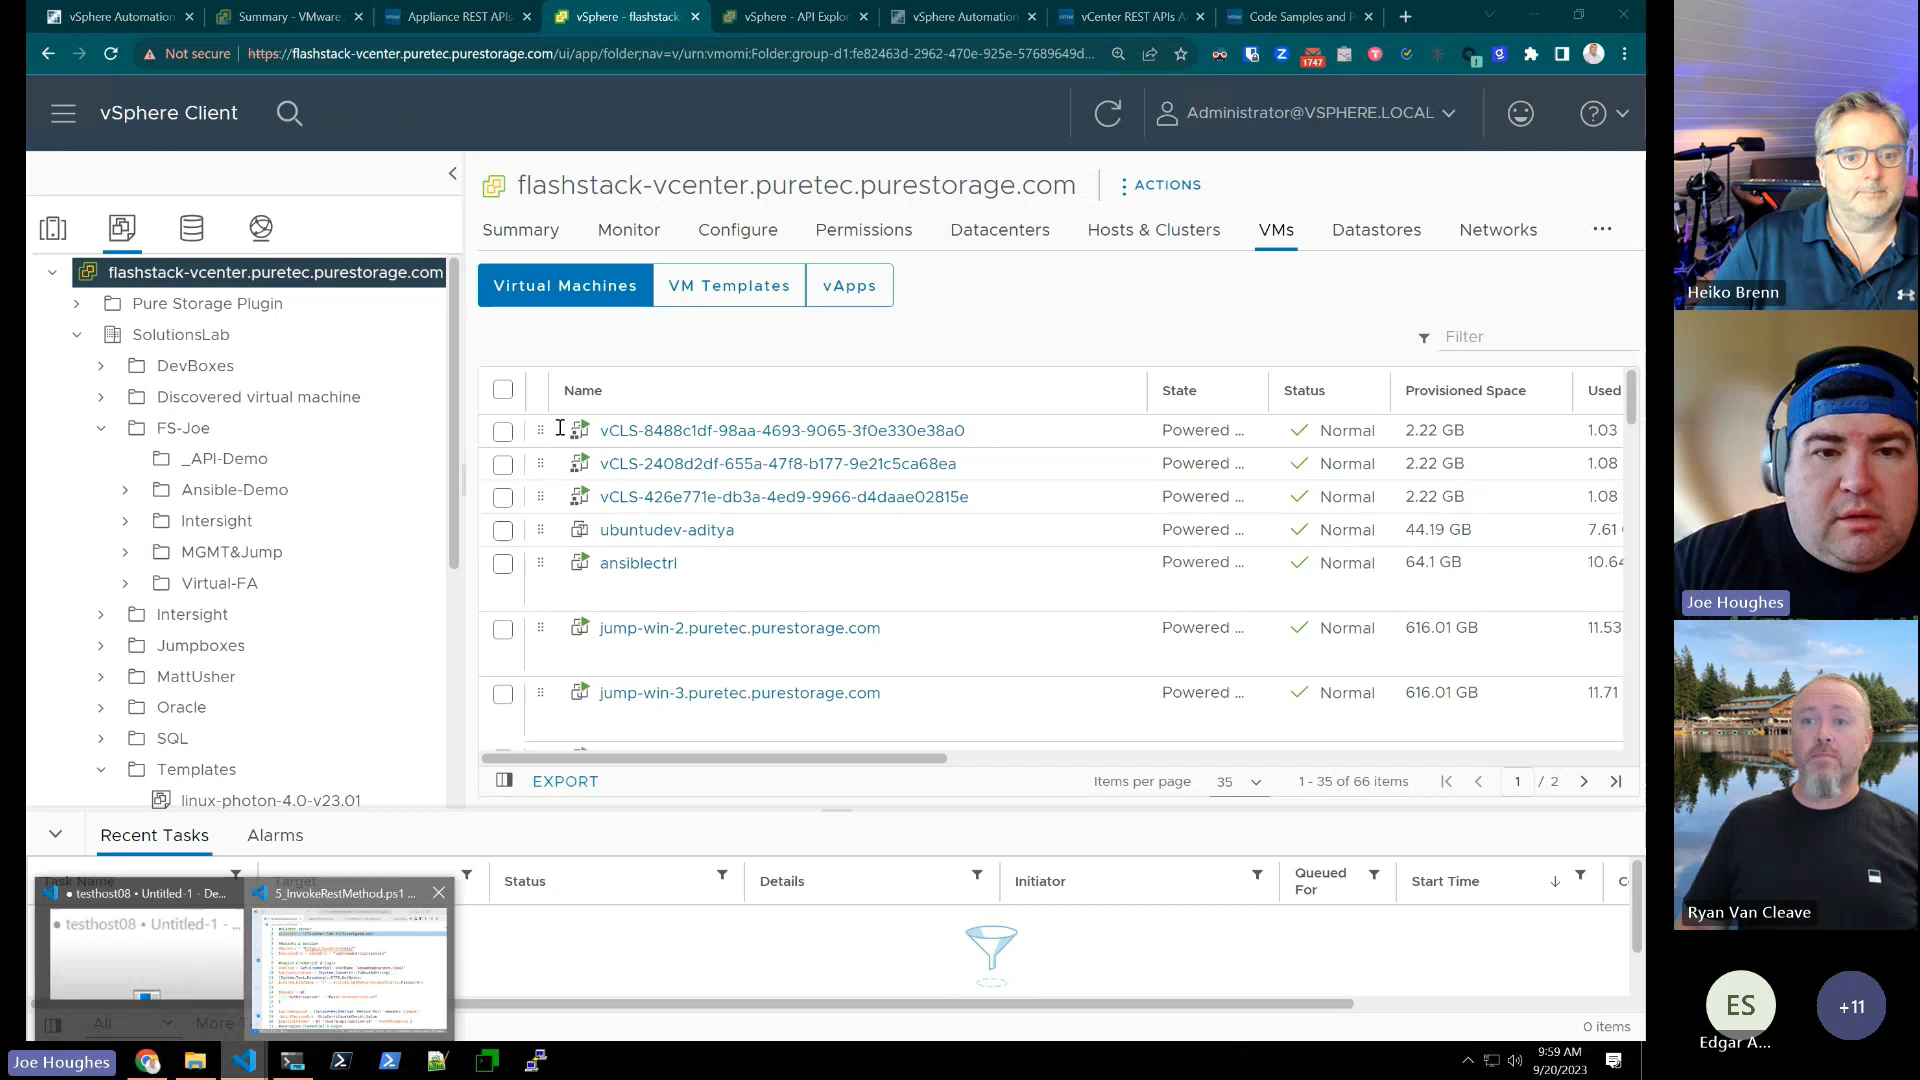 vSphere Automation
Summary - VMware
Appliance REST APIs
vSphere - flashstack
vSphere - API Explor
vSphere Automation
vCenter REST APIs A
Code Samples and P
Not secure
https://flashstack-vcenter.puretec.purestorage.com/ui/app/folder;nav=v/urn:vmomi:Folder:group-d1:fe82463d-2962-470e-925e-57689649d...
1747
vSphere Client
Administrator@VSPHERE.LOCAL
flashstack-vcenter.puretec.purestorage.com
ACTIONS
Summary
Monitor
Configure
Permissions
Datacenters
Hosts & Clusters
VMs
Datastores
Networks
Virtual Machines
VM Templates
vApps
Filter
flashstack-vcenter.puretec.purestorage.com
Pure Storage Plugin
SolutionsLab
DevBoxes
Discovered virtual machine
FS-Joe
_API-Demo
Ansible-Demo
Intersight
MGMT&Jump
Virtual-FA
Intersight
Jumpboxes
MattUsher
Oracle
SQL
Templates
linux-photon-4.0-v23.01
Name State Status Provisioned Space Used
vCLS-8488c1df-98aa-4693-9065-3f0e330e38a0 Powered ... Normal 2.22 GB 1.03
vCLS-2408d2df-655a-47f8-b177-9e21c5ca68ea Powered ... Normal 2.22 GB 1.08
vCLS-426e771e-db3a-4ed9-9966-d4daae02815e Powered ... Normal 2.22 GB 1.08
ubuntudev-aditya Powered ... Normal 44.19 GB 7.61
ansiblectrl Powered ... Normal 64.1 GB 10.64
jump-win-2.puretec.purestorage.com Powered ... Normal 616.01 GB 11.53
jump-win-3.puretec.purestorage.com Powered ... Normal 616.01 GB 11.71
EXPORT
Items per page 35 1 - 35 of 66 items 1 / 2
Recent Tasks
Alarms
Task Name Target Status Details Initiator Queued For Start Time
testhost08 • Untitled-1 - De...
5_InvokeRestMethod.ps1 ...
testhost08 • Untitled-1 - ...
All
More
0 items
Joe Houghes
9:59 AM
9/20/2023
Heiko Brenn
Joe Houghes
Ryan Van Cleave
ES
Edgar A...
+11